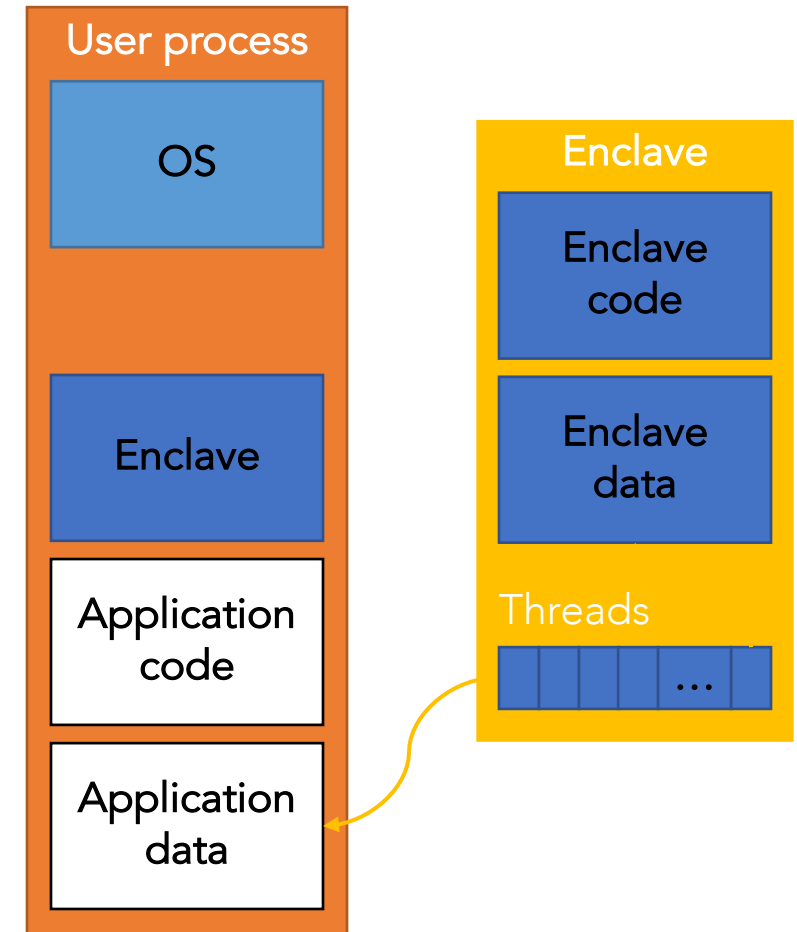 User process
OS
Enclave
Application
code
Application
data
Enclave
Enclave
code
Enclave
data
Threads
...